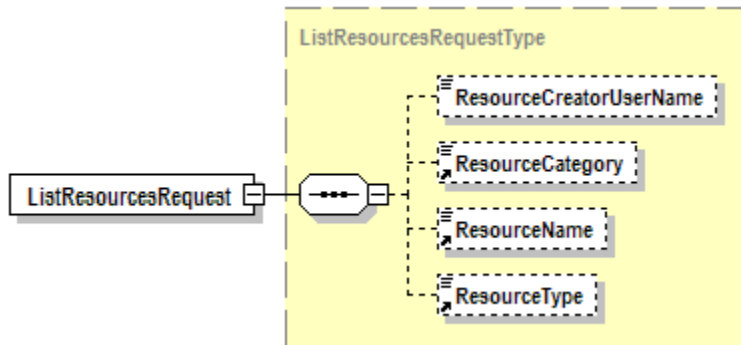 ListResourcesRequestType
ResourceCreatorUserName
ResourceCategory
ListResourcesRequest
ResourceName
ResourceType